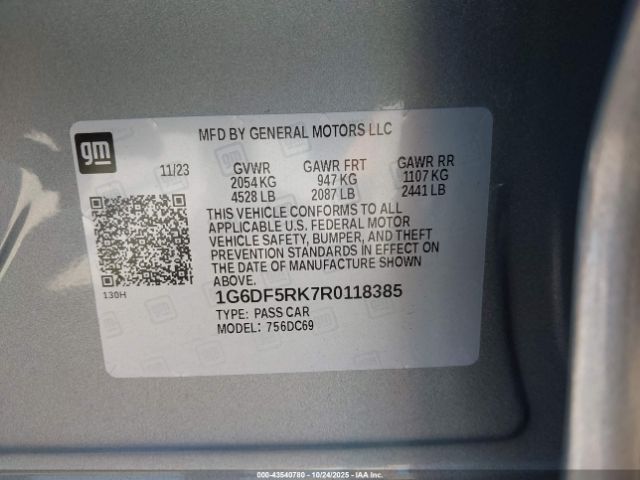 gm
MFD BY GENERAL MOTORS LLC
11/23 GVWR GAWR FRT GAWR RR
2054 KG 947 KG 1107 KG
4528 LB 2087 LB 2441 LB
THIS VEHICLE CONFORMS TO ALL
APPLICABLE U.S. FEDERAL MOTOR
VEHICLE SAFETY, BUMPER, AND THEFT
PREVENTION STANDARDS IN EFFECT ON
THE DATE OF MANUFACTURE SHOWN
ABOVE.
130H
1G6DF5RK7R0118385
TYPE: PASS CAR
MODEL: 756DC69
000-43540780 - 10/24/2025 - IAA Inc.